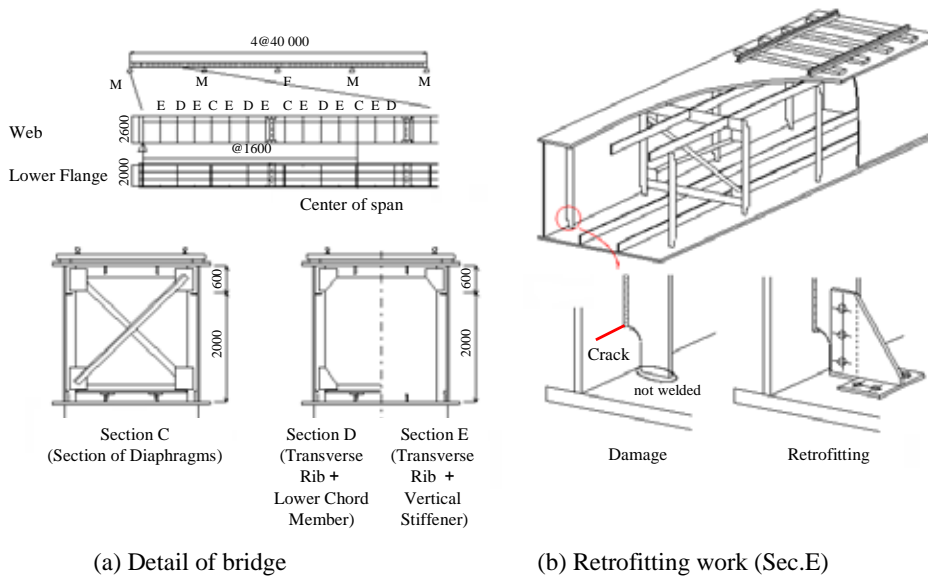 4@40 000
M
M
F
M
M
E D E C E D E C E D E C E D
Web
2600
@1600
Lower Flange
2000
Center of span
600
2000
600
2000
Section C
(Section of Diaphragms)
Section D
(Transverse
Rib +
Lower Chord
Member)
Section E
(Transverse
Rib +
Vertical
Stiffener)
(a) Detail of bridge
Crack
not welded
Damage
Retrofitting
(b) Retrofitting work (Sec.E)